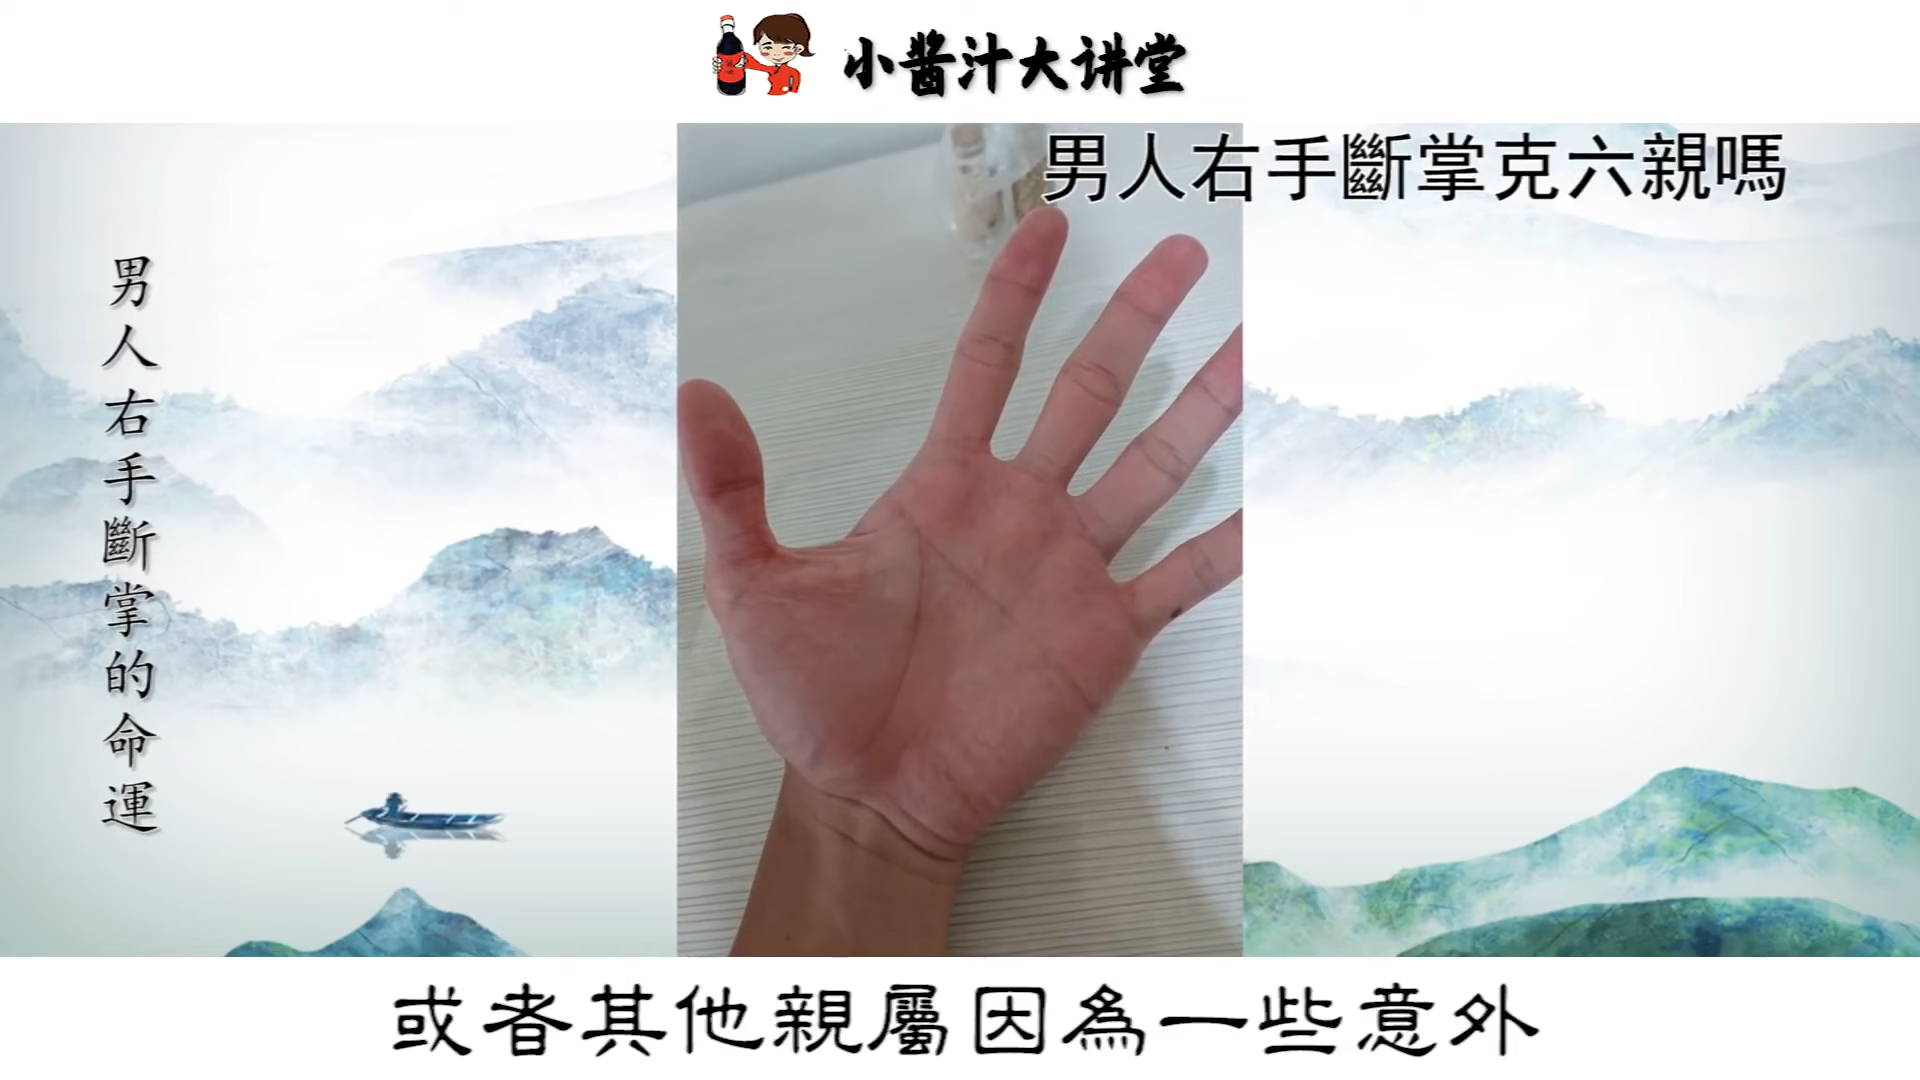 小酱汁大讲堂
男人右手斷掌克六親嗎
男人右手斷掌的命運
或者其他親屬因為一些意外